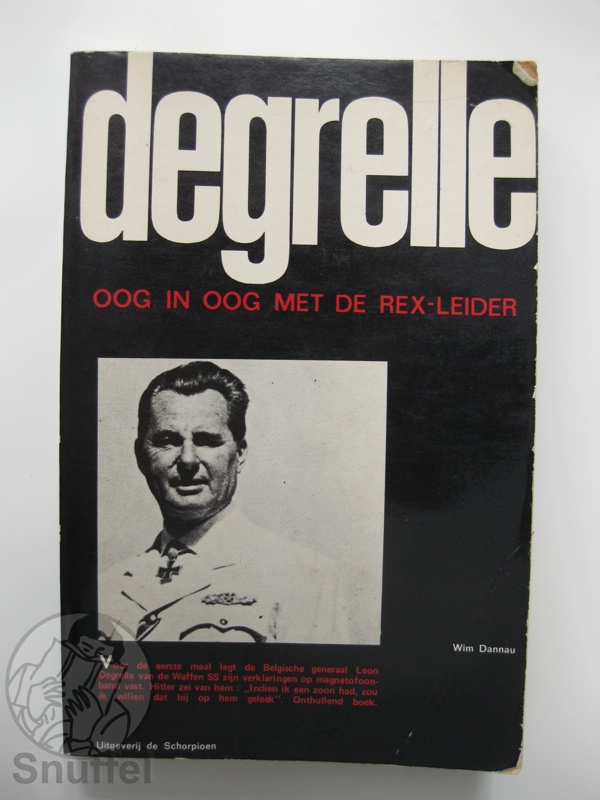 degrelle
OOG IN OOG MET DE REX-LEIDER
Wim Dannau
Voor de eerste maal legt de Belgische generaal Leon
Degrelle van de Waffen SS zijn verklaringen op magnetofoon-
band vast. Hitler zei van hem : „Indien ik een zoon had, zou
ik willen dat hij op hem geleek". Onthullend boek.
Uitgeverij de Schorpioen
Snuffel